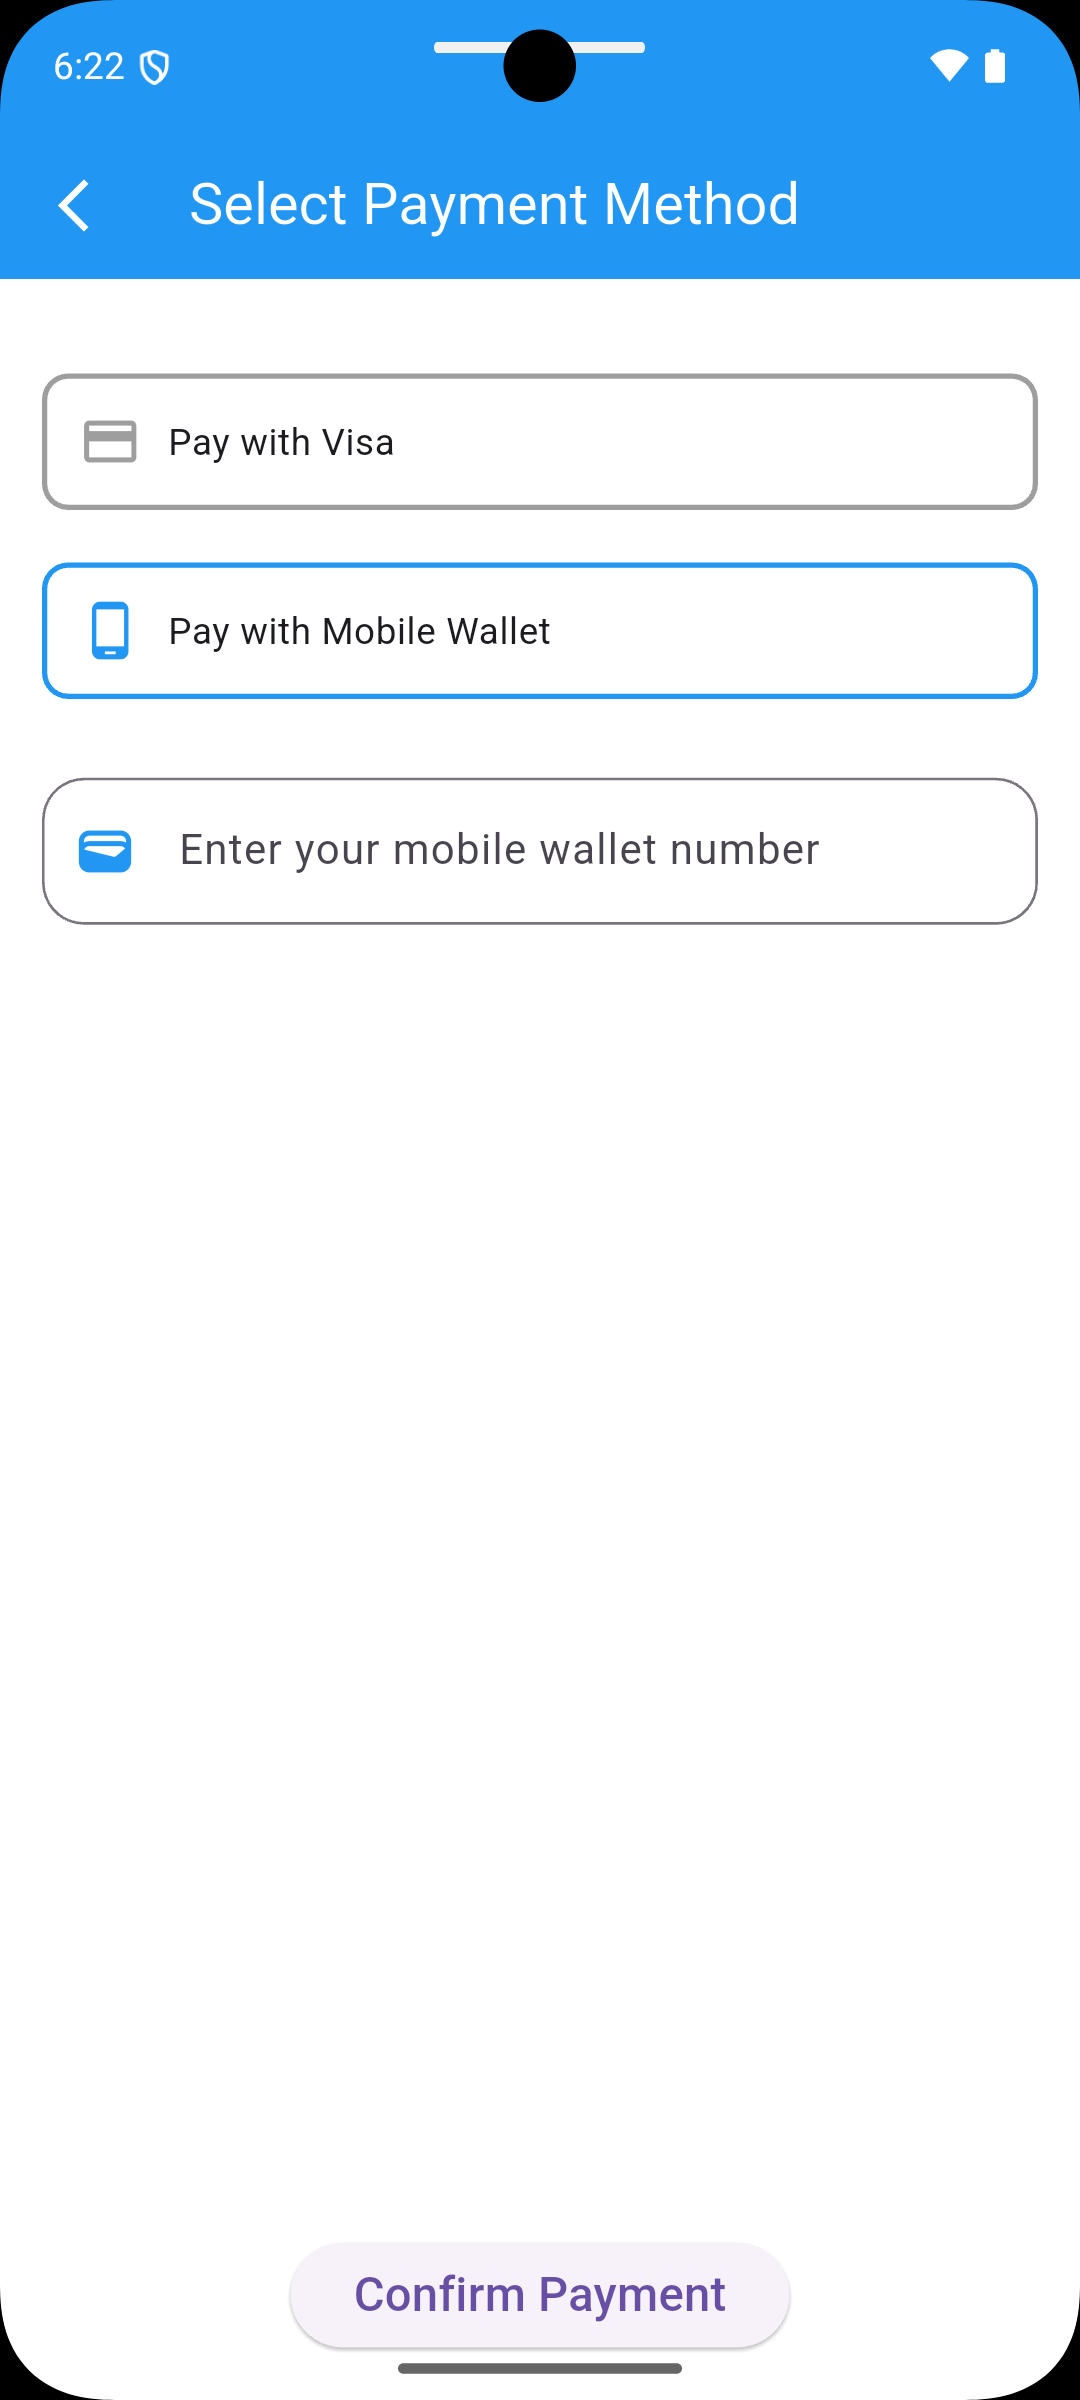 6:22
Select Payment Method
Pay with Visa
Pay with Mobile Wallet
Enter your mobile wallet number
Confirm Payment